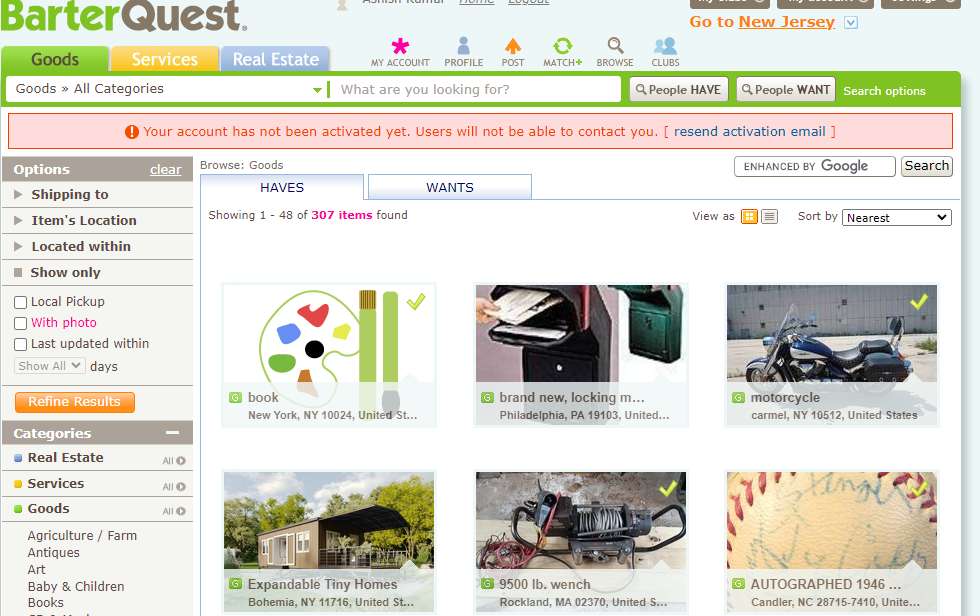 BarterQuest.
Ashish Kumar Home Logout
Go to New Jersey
Goods Services Real Estate
MY ACCOUNT PROFILE POST MATCH+ BROWSE CLUBS
Goods » All Categories What are you looking for? People HAVE People WANT Search options
Your account has not been activated yet. Users will not be able to contact you. [ resend activation email ]
Options clear
Browse: Goods
ENHANCED BY Google Search
Shipping to
HAVES WANTS
Item's Location
Showing 1 - 48 of 307 items found
View as Sort by Nearest
Located within
Show only
Local Pickup
With photo
Last updated within
Show All days
Refine Results
Categories
Real Estate All
Services All
Goods All
Agriculture / Farm
Antiques
Art
Baby & Children
Books
G book
New York, NY 10024, United St...
G brand new, locking m...
Philadelphia, PA 19103, United...
G motorcycle
carmel, NY 10512, United States
G Expandable Tiny Homes
Bohemia, NY 11716, United St...
G 9500 lb. wench
Rockland, MA 02370, United St...
G AUTOGRAPHED 1946 ...
Candler, NC 28715-7410, Unite...